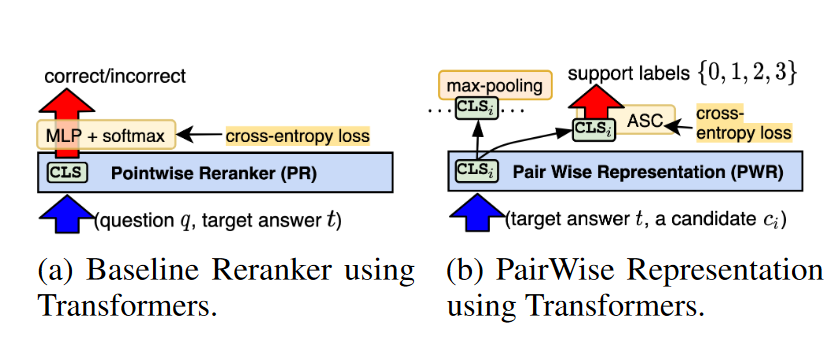 correct/incorrect
MLP + softmax
cross-entropy loss
CLS
Pointwise Reranker (PR)
(question q, target answer t)
(a) Baseline Reranker using
Transformers.
support labels {0, 1, 2, 3}
max-pooling
... CLS_i ...
CLS_i
ASC
cross-
entropy loss
CLS_i
Pair Wise Representation (PWR)
(target answer t, a candidate c_i)
(b) PairWise Representation
using Transformers.